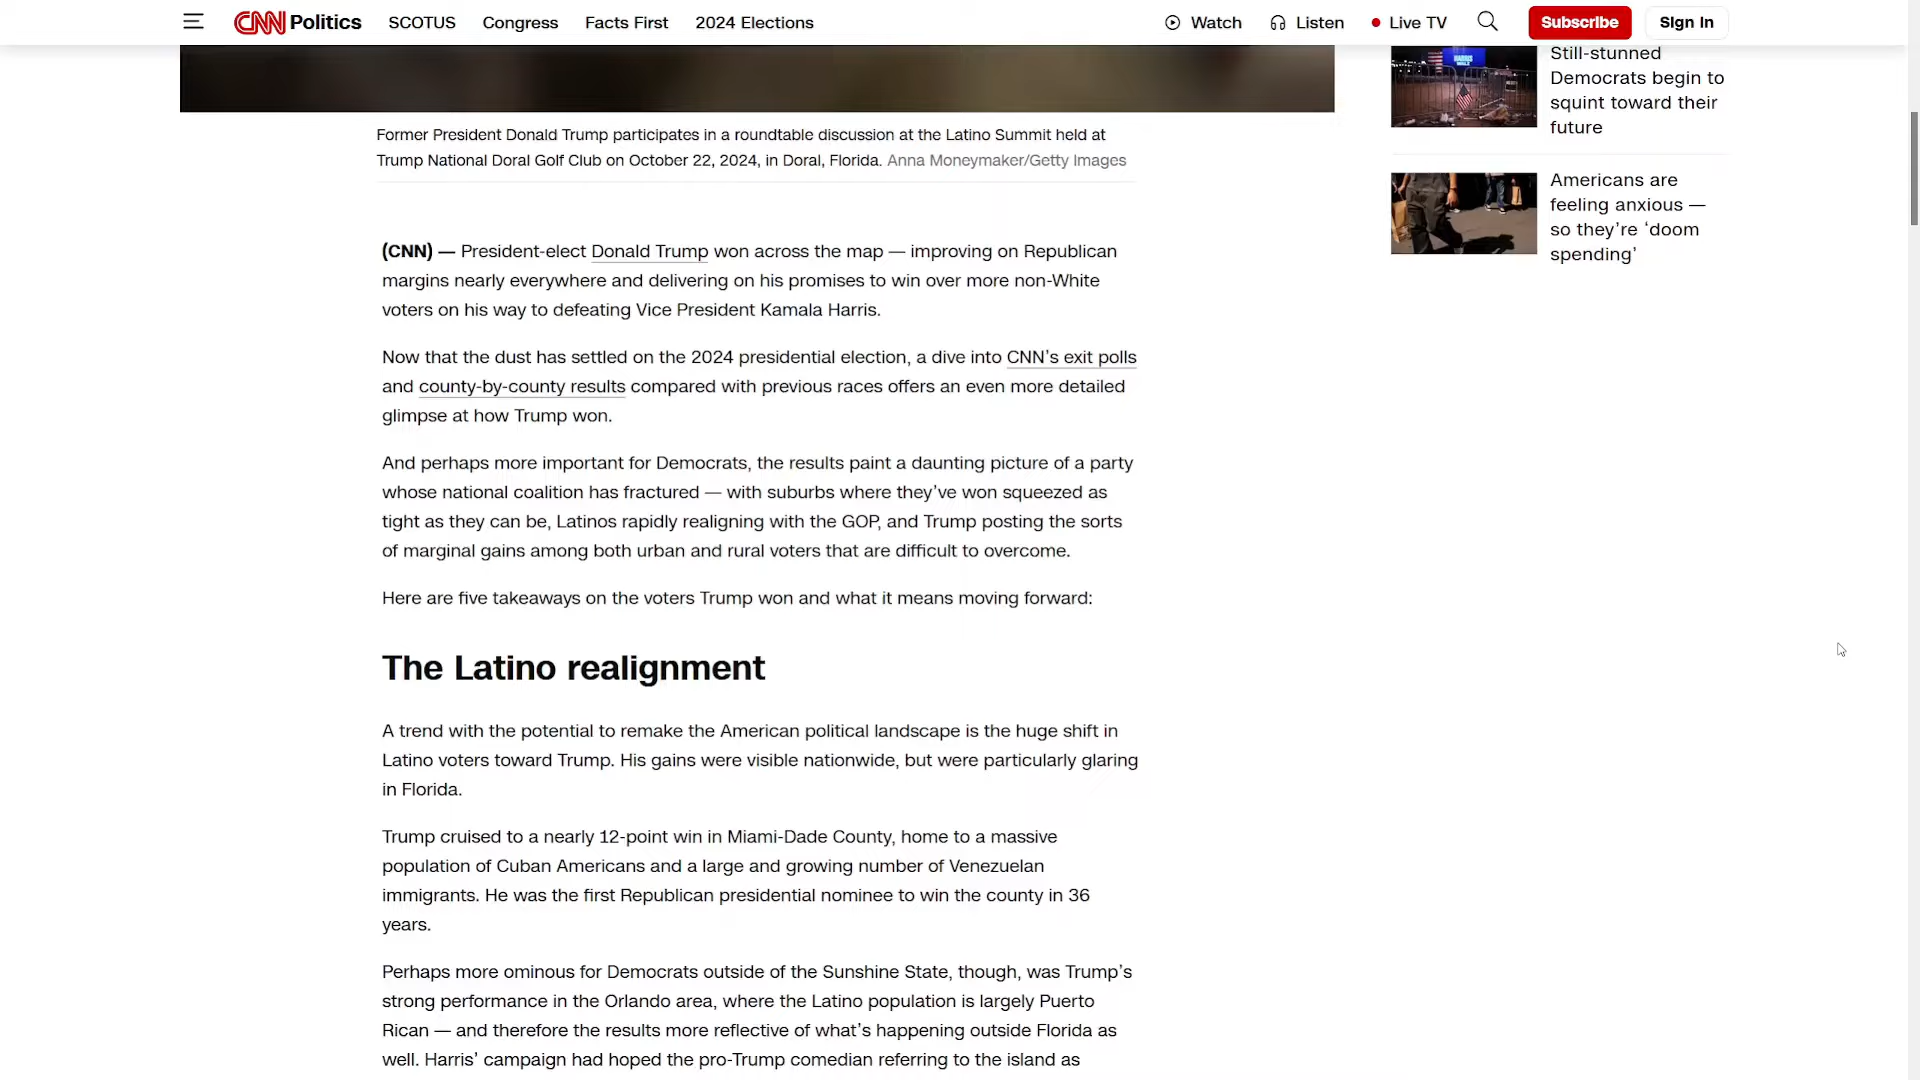 CNN Politics SCOTUS Congress Facts First 2024 Elections Watch Listen Live TV Subscribe Sign in
Former President Donald Trump participates in a roundtable discussion at the Latino Summit held at
Trump National Doral Golf Club on October 22, 2024, in Doral, Florida. Anna Moneymaker/Getty Images
(CNN) — President-elect Donald Trump won across the map — improving on Republican
margins nearly everywhere and delivering on his promises to win over more non-White
voters on his way to defeating Vice President Kamala Harris.
Now that the dust has settled on the 2024 presidential election, a dive into CNN's exit polls
and county-by-county results compared with previous races offers an even more detailed
glimpse at how Trump won.
And perhaps more important for Democrats, the results paint a daunting picture of a party
whose national coalition has fractured — with suburbs where they've won squeezed as
tight as they can be, Latinos rapidly realigning with the GOP, and Trump posting the sorts
of marginal gains among both urban and rural voters that are difficult to overcome.
Here are five takeaways on the voters Trump won and what it means moving forward:
The Latino realignment
A trend with the potential to remake the American political landscape is the huge shift in
Latino voters toward Trump. His gains were visible nationwide, but were particularly glaring
in Florida.
Trump cruised to a nearly 12-point win in Miami-Dade County, home to a massive
population of Cuban Americans and a large and growing number of Venezuelan
immigrants. He was the first Republican presidential nominee to win the county in 36
years.
Perhaps more ominous for Democrats outside of the Sunshine State, though, was Trump's
strong performance in the Orlando area, where the Latino population is largely Puerto
Rican — and therefore the results more reflective of what's happening outside Florida as
well. Harris' campaign had hoped the pro-Trump comedian referring to the island as
Still-stunned
Democrats begin to
squint toward their
future
Americans are
feeling anxious —
so they're 'doom
spending'